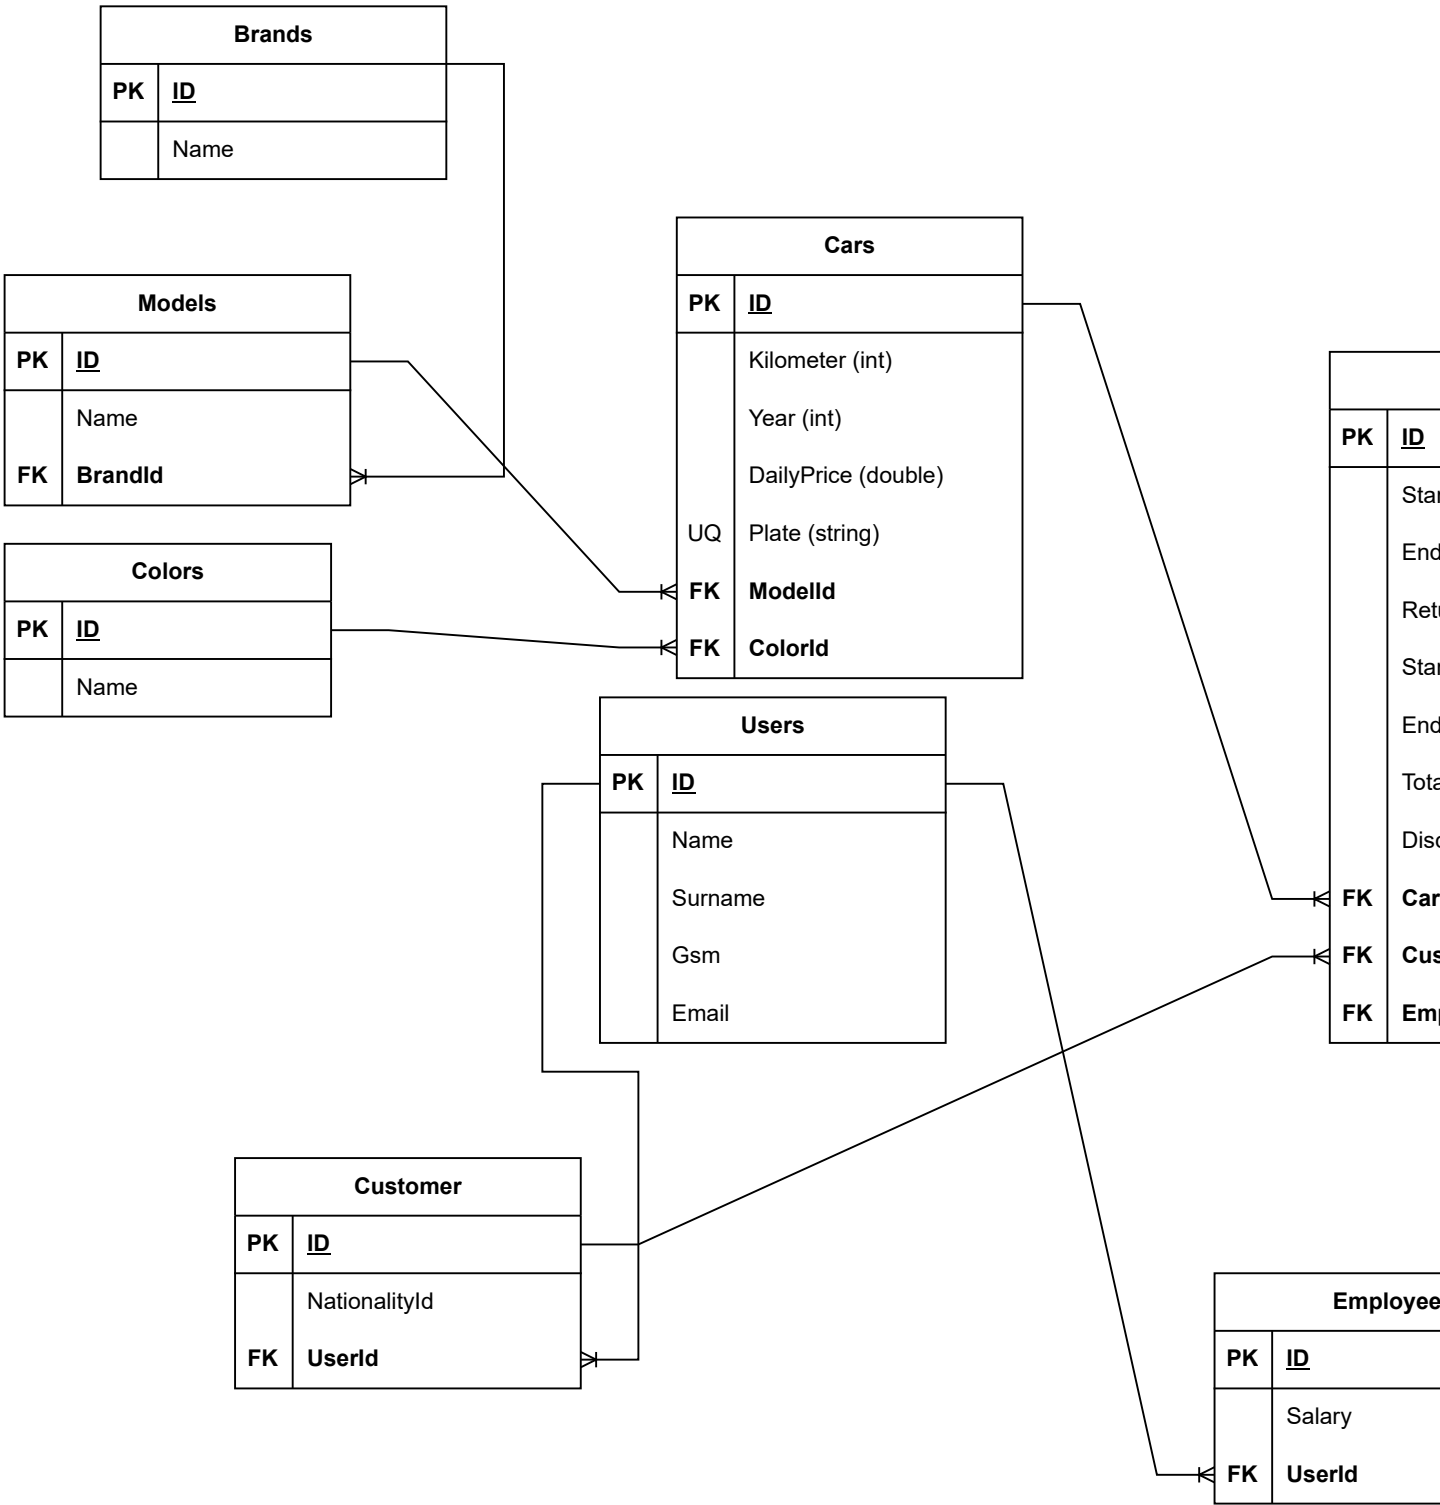 Brands
PK ID
Name
Models
PK ID
Name
FK BrandId
Colors
PK ID
Name
Cars
PK ID
Kilometer (int)
Year (int)
DailyPrice (double)
UQ Plate (string)
FK ModelId
FK ColorId
Users
PK ID
Name
Surname
Gsm
Email
Customer
PK ID
NationalityId
FK UserId
PK ID
End
FK
FK
FK
Employee
PK ID
Salary
FK UserId